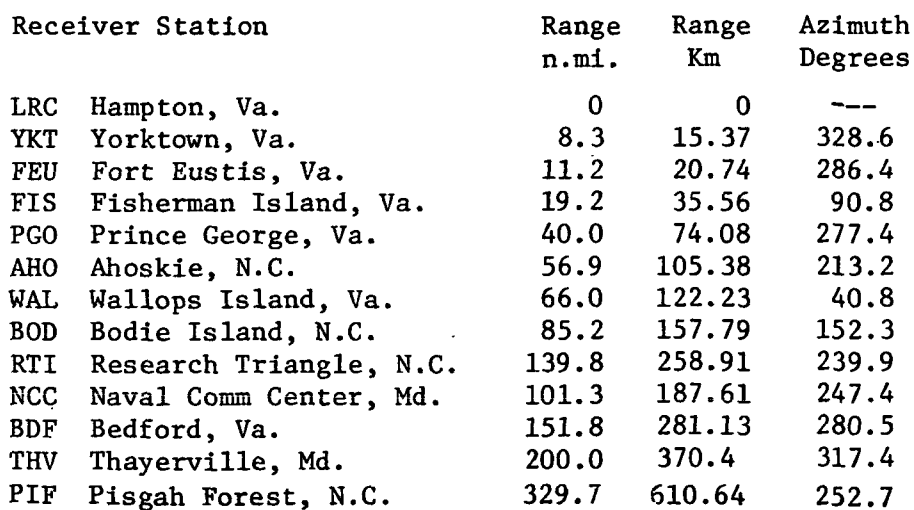 Receiver Station Range Range Azimuth
n.mi. Km Degrees
LRC Hampton, Va. 0 0 ---
YKT Yorktown, Va. 8.3 15.37 328.6
FEU Fort Eustis, Va. 11.2 20.74 286.4
FIS Fisherman Island, Va. 19.2 35.56 90.8
PGO Prince George, Va. 40.0 74.08 277.4
AHO Ahoskie, N.C. 56.9 105.38 213.2
WAL Wallops Island, Va. 66.0 122.23 40.8
BOD Bodie Island, N.C. 85.2 157.79 152.3
RTI Research Triangle, N.C. 139.8 258.91 239.9
NCC Naval Comm Center, Md. 101.3 187.61 247.4
BDF Bedford, Va. 151.8 281.13 280.5
THV Thayerville, Md. 200.0 370.4 317.4
PIF Pisgah Forest, N.C. 329.7 610.64 252.7